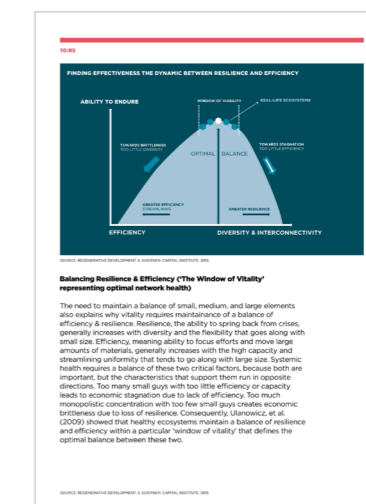 10:RS
FINDING EFFECTIVENESS THE DYNAMIC BETWEEN RESILIENCE AND EFFICIENCY
ABILITY TO ENDURE
WINDOW OF VIABILITY
REAL-LIFE ECOSYSTEMS
TOWARDS BRITTLENESS
TOO LITTLE DIVERSITY
TOWARDS STAGNATION
TOO LITTLE EFFICIENCY
OPTIMAL BALANCE
GREATER EFFICIENCY
STREAMLINING
GREATER RESILIENCE
EFFICIENCY
DIVERSITY & INTERCONNECTIVITY
SOURCE: REGENERATIVE DEVELOPMENT, S. GOERNER, CAPITAL INSTITUTE, 2015
Balancing Resilience & Efficiency (‘The Window of Vitality’
representing optimal network health)
The need to maintain a balance of small, medium, and large elements
also explains why vitality requires maintainance of a balance of
efficiency & resilience. Resilience, the ability to spring back from crises,
generally increases with diversity and the flexibility that goes along with
small size. Efficiency, meaning ability to focus efforts and move large
amounts of materials, generally increases with the high capacity and
streamlining uniformity that tends to go along with large size. Systemic
health requires a balance of these two critical factors, because both are
important, but the characteristics that support them run in opposite
directions. Too many small guys with too little efficiency or capacity
leads to economic stagnation due to lack of efficiency. Too much
monopolistic concentration with too few small guys creates economic
brittleness due to loss of resilience. Consequently, Ulanowicz, et al.
(2009) showed that healthy ecosystems maintain a balance of resilience
and efficiency within a particular ‘window of vitality’ that defines the
optimal balance between these two.
SOURCE: REGENERATIVE DEVELOPMENT, S. GOERNER, CAPITAL INSTITUTE, 2015